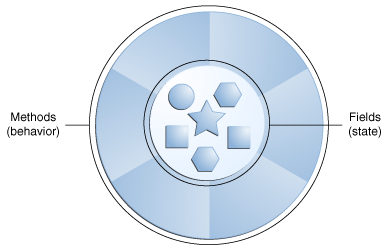 Methods
(behavior)
Fields
(state)